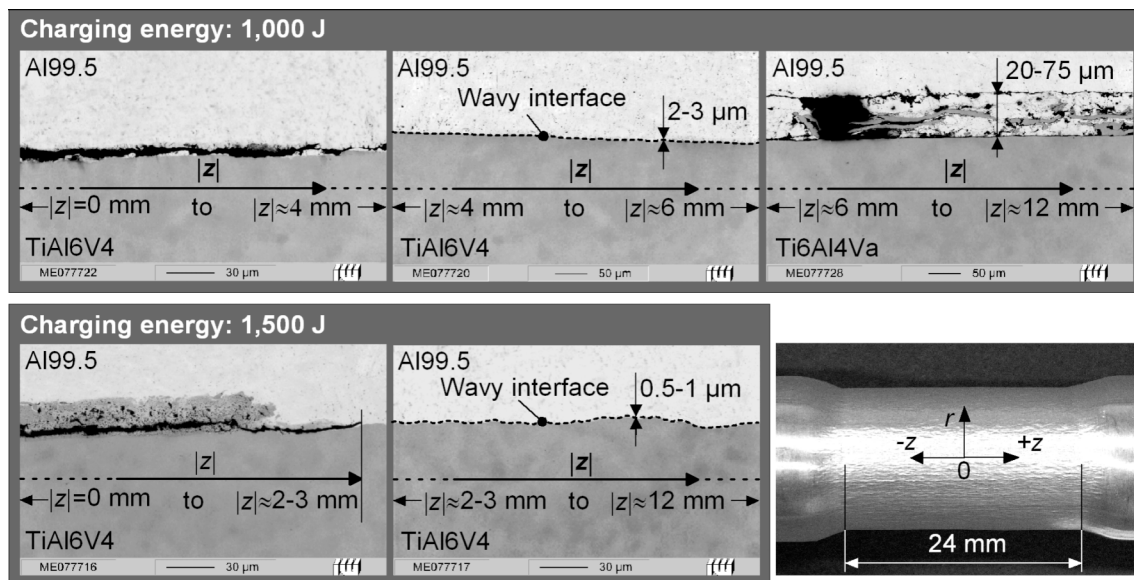 Charging energy: 1,000 J
Al99.5
|z|
|z|=0 mm to |z|≈4 mm
TiAl6V4
ME077722 30 µm
Al99.5
Wavy interface
2-3 µm
|z|
|z|≈4 mm to |z|≈6 mm
TiAl6V4
ME077720 50 µm
Al99.5
20-75 µm
|z|
|z|≈6 mm to |z|≈12 mm
Ti6Al4Va
ME077728 50 µm
Charging energy: 1,500 J
Al99.5
|z|
|z|=0 mm to |z|≈2-3 mm
TiAl6V4
ME077716 30 µm
Al99.5
Wavy interface
0.5-1 µm
|z|
|z|≈2-3 mm to |z|≈12 mm
TiAl6V4
ME077717 30 µm
r
-z +z
0
24 mm